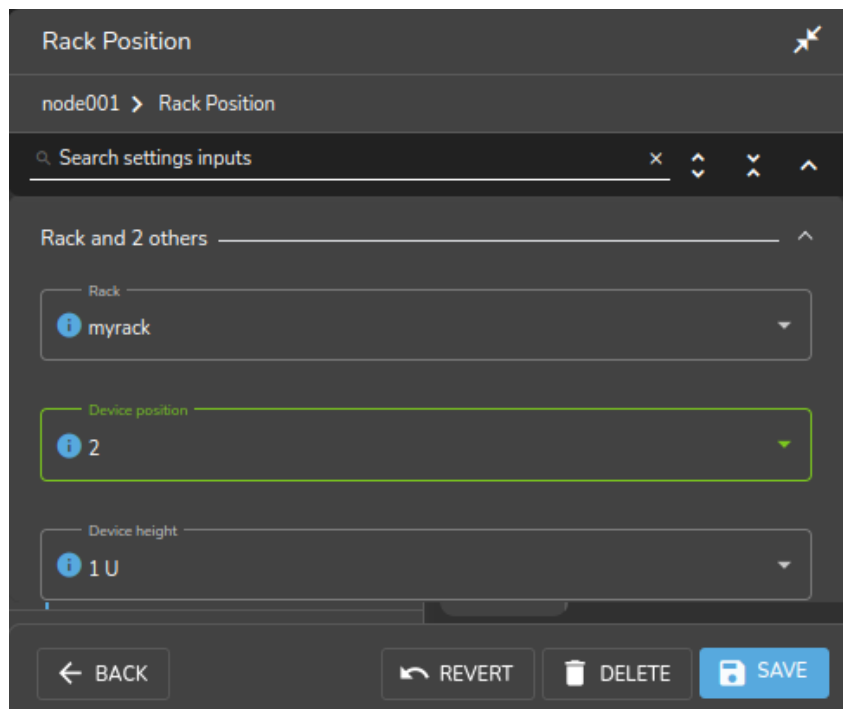 Rack Position
node001 > Rack Position
Search settings inputs
Rack and 2 others
Rack
myrack
Device position
2
Device height
1 U
BACK REVERT DELETE SAVE